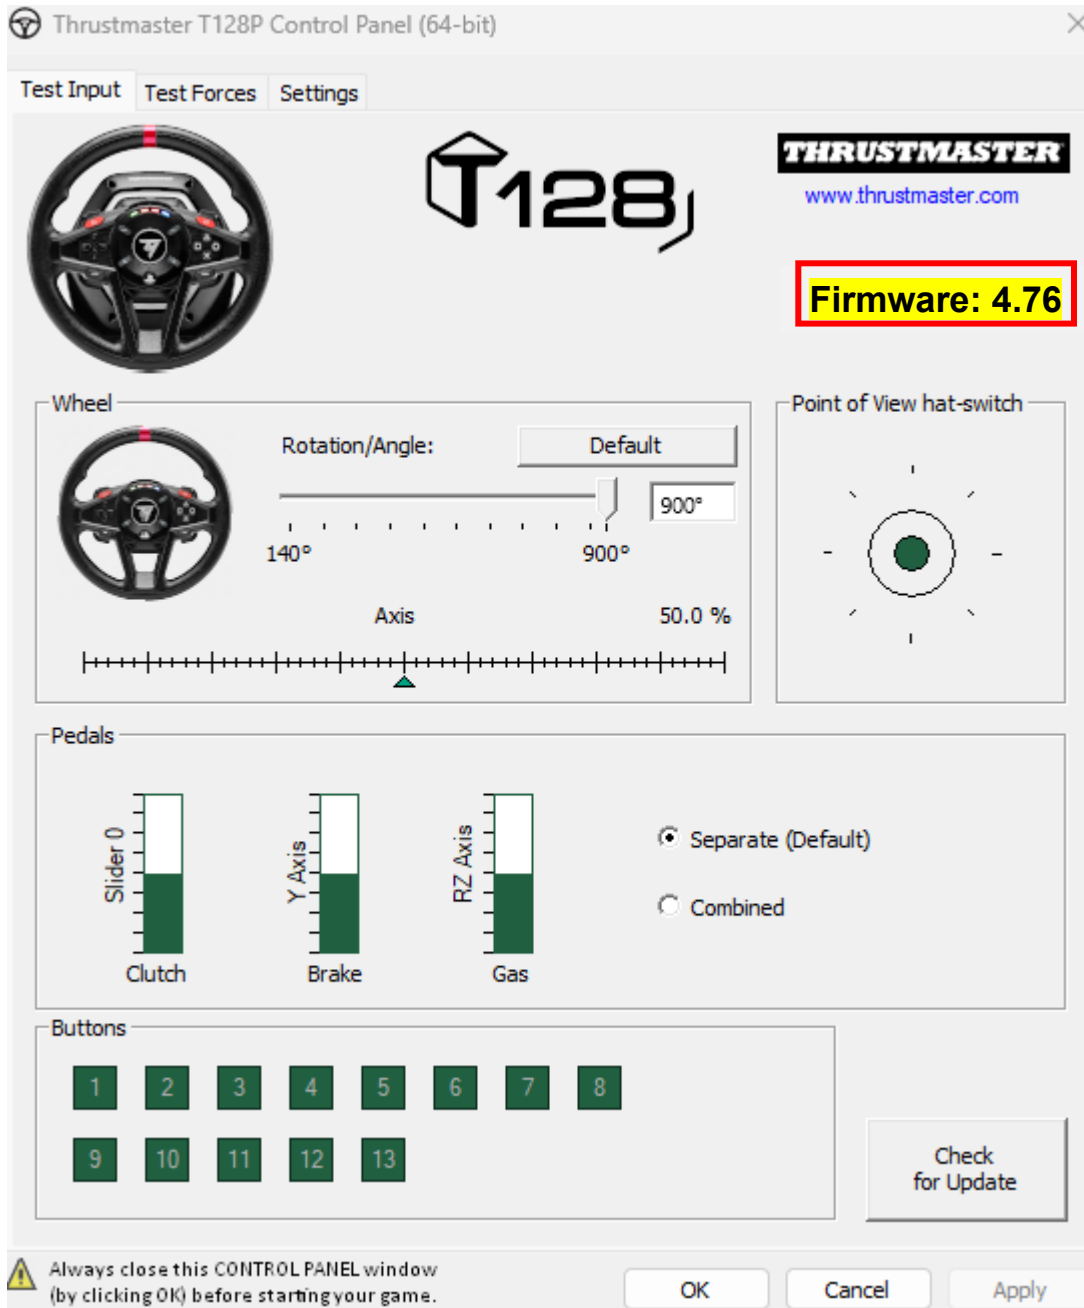 Thrustmaster T128P Control Panel (64-bit)
Test Input Test Forces Settings
T128
THRUSTMASTER
www.thrustmaster.com
Firmware: 4.76
Wheel
Rotation/Angle:
Default
900°
140° 900°
Axis 50.0 %
Point of View hat-switch
Pedals
Slider 0
Clutch
Y Axis
Brake
RZ Axis
Gas
Separate (Default)
Combined
Buttons
1 2 3 4 5 6 7 8
9 10 11 12 13
Check
for Update
Always close this CONTROL PANEL window
(by clicking OK) before starting your game.
OK Cancel Apply